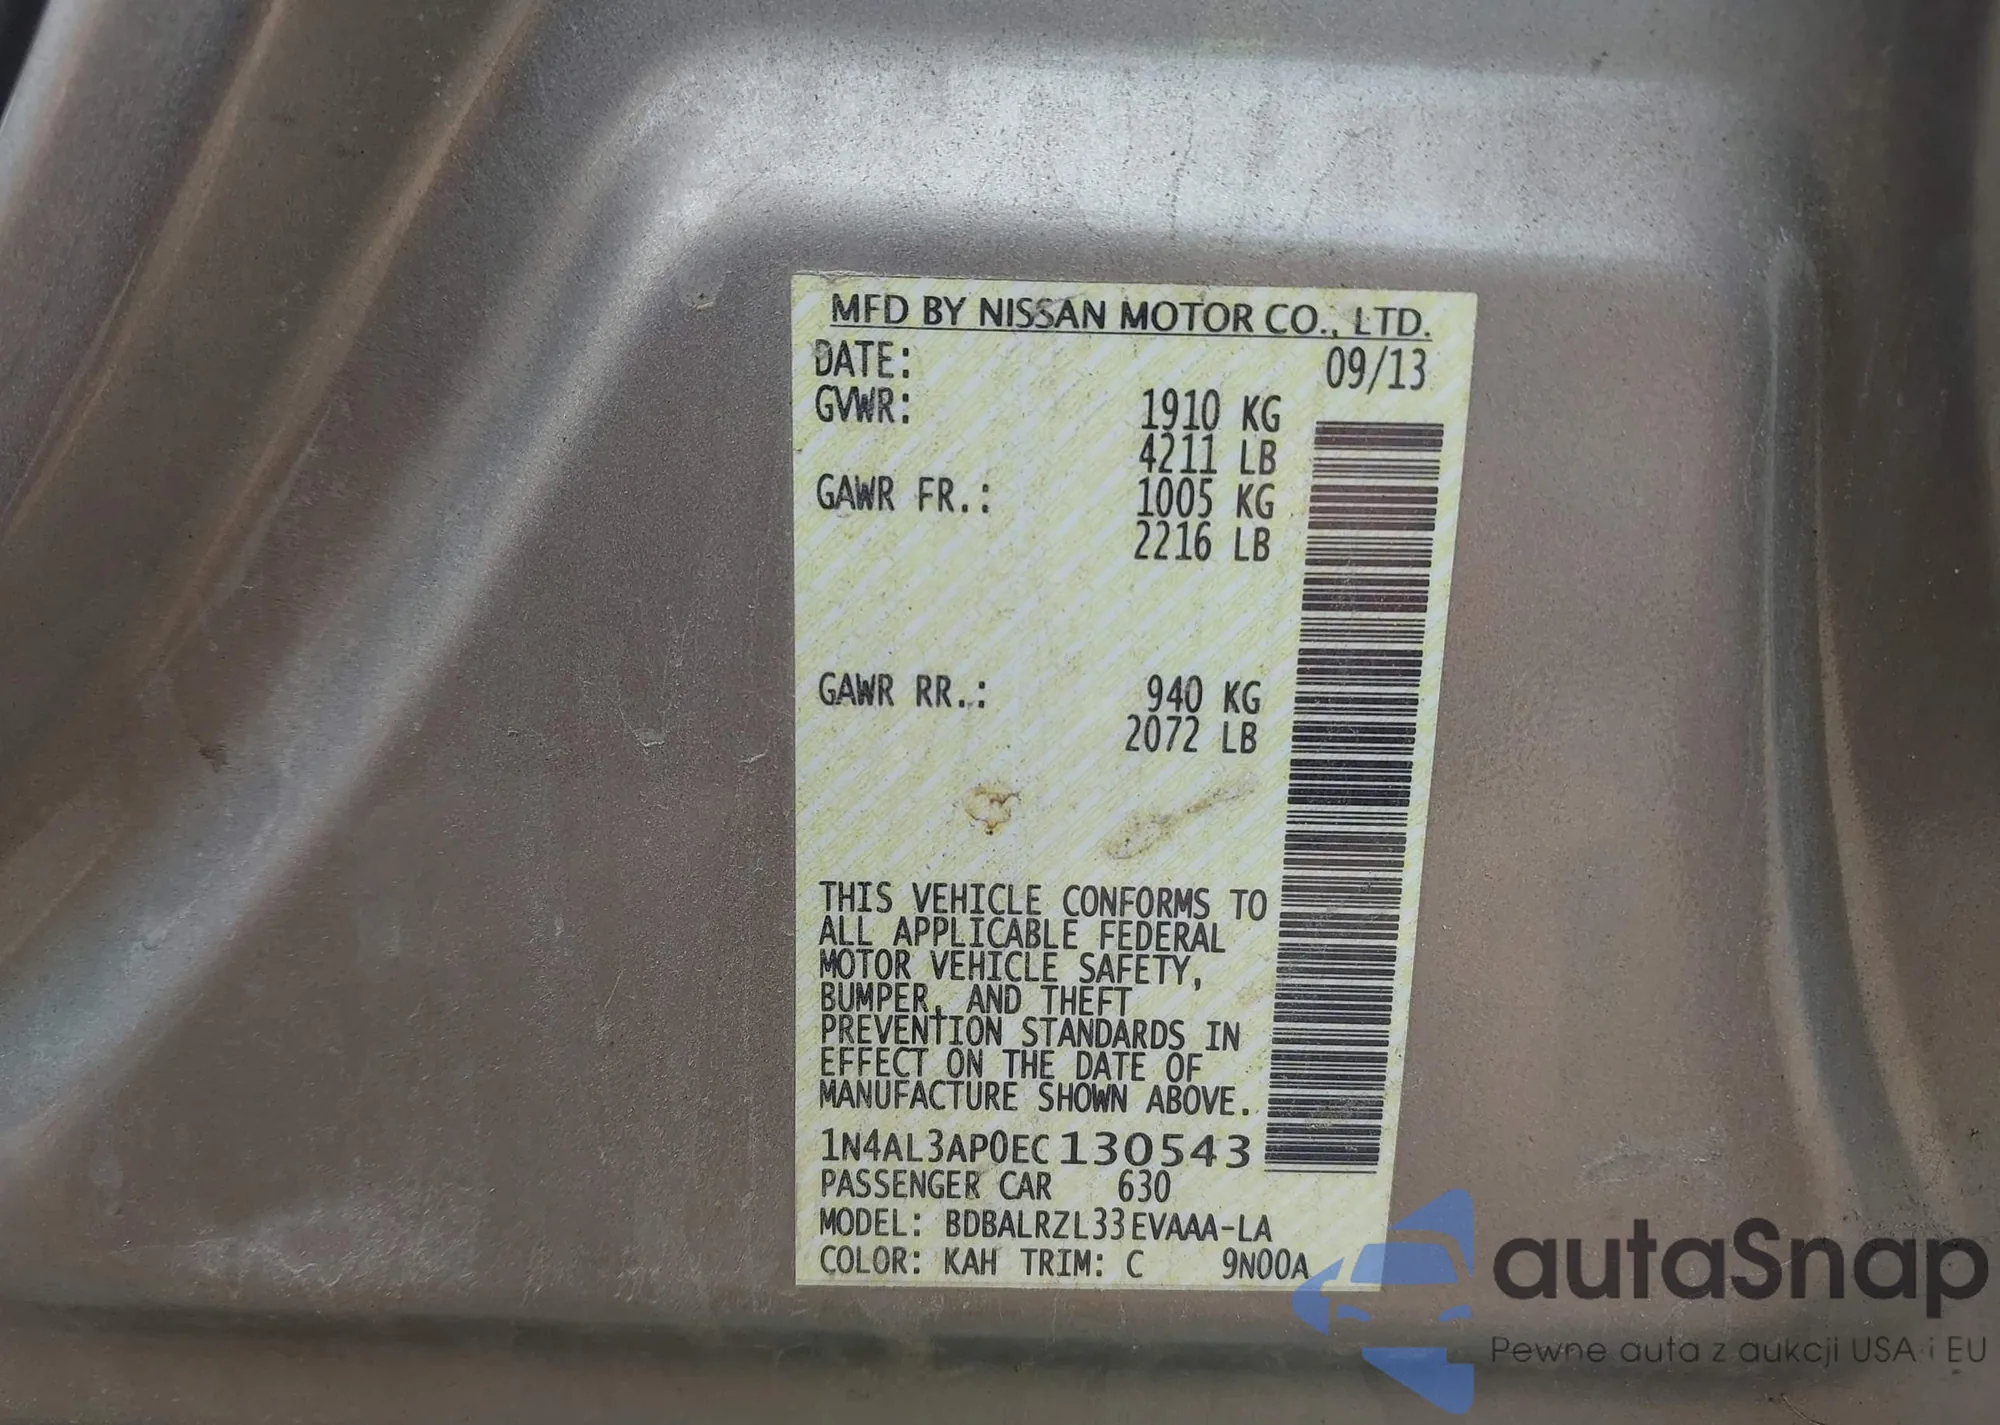 MFD BY NISSAN MOTOR CO., LTD.
DATE: 09/13
GVWR: 1910 KG
4211 LB
GAWR FR.: 1005 KG
2216 LB
GAWR RR.: 940 KG
2072 LB
THIS VEHICLE CONFORMS TO
ALL APPLICABLE FEDERAL
MOTOR VEHICLE SAFETY,
BUMPER, AND THEFT
PREVENTION STANDARDS IN
EFFECT ON THE DATE OF
MANUFACTURE SHOWN ABOVE.
1N4AL3AP0EC130543
PASSENGER CAR 630
MODEL: BDBALRZL33EVAAA-LA
COLOR: KAH TRIM: C 9N00A
autaSnap
Pewne auta z aukcji USA i EU